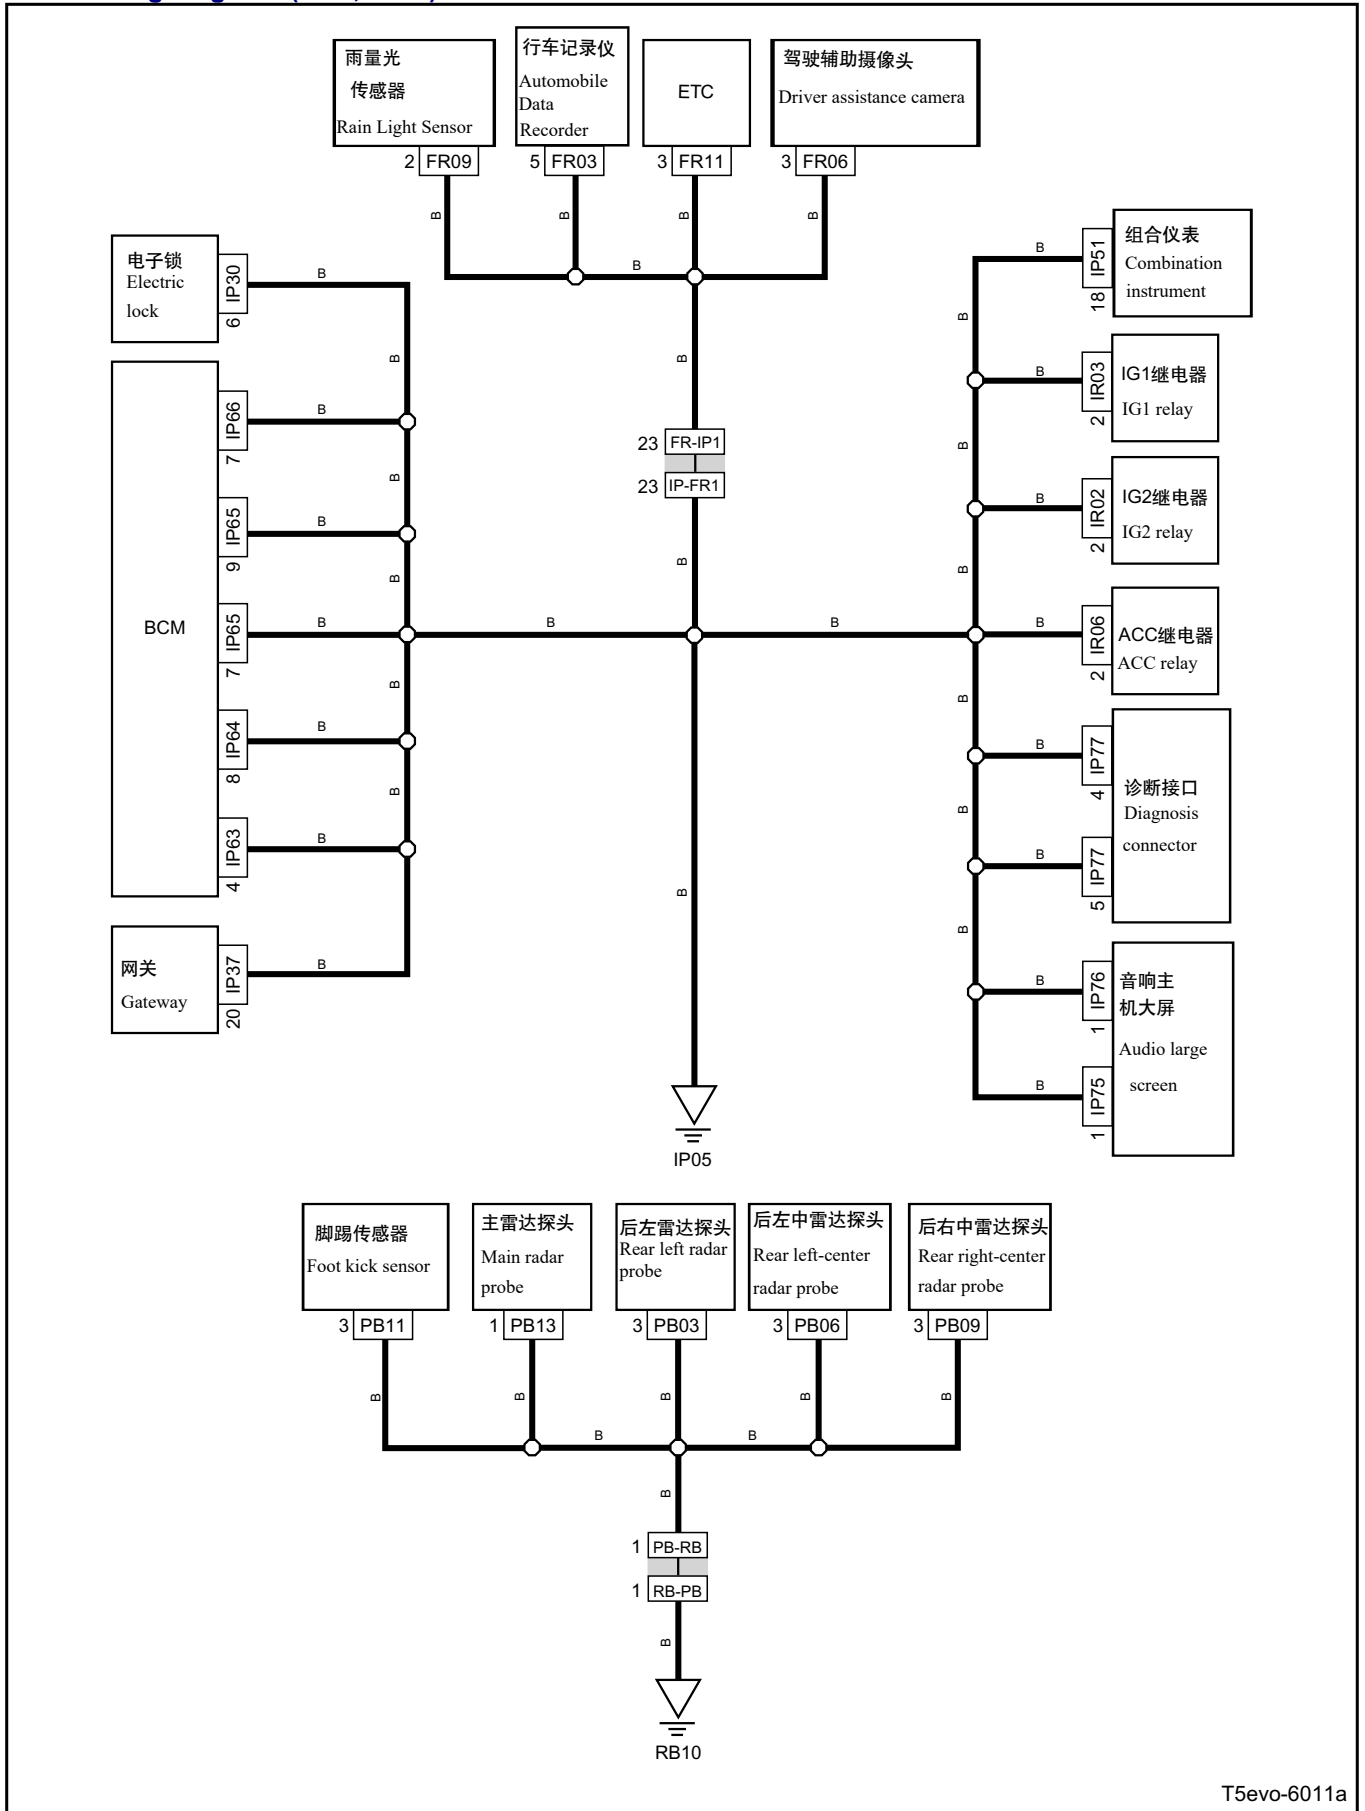 雨量光
传感器
Rain Light Sensor
行车记录仪
Automobile
Data
Recorder
ETC
驾驶辅助摄像头
Driver assistance camera
2 FR09
5 FR03
3 FR11
3 FR06
B
B
B
B
B
电子锁
Electric
lock
IP30
6
B
B
BCM
IP66
7
B
B
IP65
9
B
B
IP65
7
B
B
IP64
8
B
B
IP63
4
B
网关
Gateway
IP37
20
B
B
23 FR-IP1
23 IP-FR1
B
B
B
B
IP05
组合仪表
Combination
instrument
IP51
18
B
B
IG1继电器
IG1 relay
IR03
2
B
B
IG2继电器
IG2 relay
IR02
2
B
B
ACC继电器
ACC relay
IR06
2
B
B
诊断接口
Diagnosis
connector
IP77
4
B
B
IP77
5
B
B
音响主
机大屏
Audio large
screen
IP76
1
B
IP75
1
B
脚踢传感器
Foot kick sensor
主雷达探头
Main radar
probe
后左雷达探头
Rear left radar
probe
后左中雷达探头
Rear left-center
radar probe
后右中雷达探头
Rear right-center
radar probe
3 PB11
1 PB13
3 PB03
3 PB06
3 PB09
B
B
B
B
B
B
B
B
1 PB-RB
1 RB-PB
B
RB10
T5evo-6011a